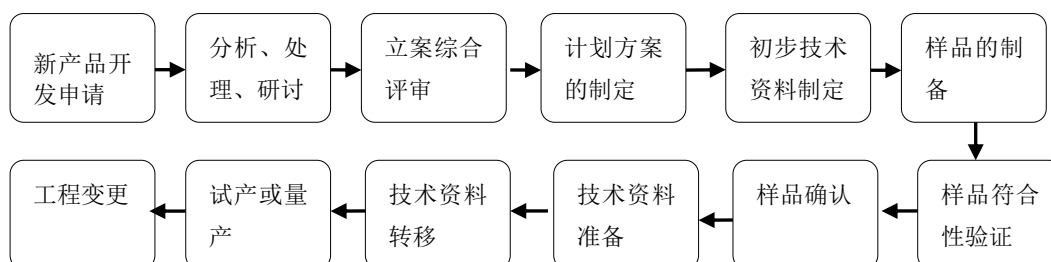 新产品开
发申请
分析、处
理、研讨
立案综合
评审
计划方案
的制定
初步技术
资料制定
样品的制
备
工程变更
试产或量
产
技术资料
转移
技术资料
准备
样品确认
样品符合
性验证